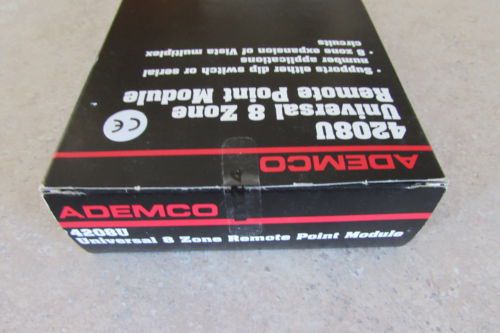 ADEMCO
4208U
Universal 8 Zone
Remote Point Module
• Supports either dip switch or serial
number applications
• 8 zone expansion of Vista multiplex
circuits
CE
ADEMCO
4208U
Universal 8 Zone Remote Point Module